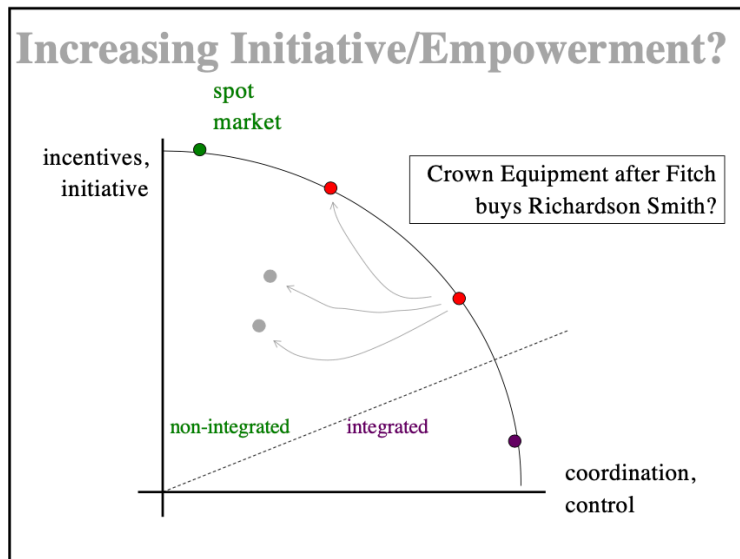 Increasing Initiative/Empowerment?
spot
market
incentives,
initiative
Crown Equipment after Fitch
buys Richardson Smith?
non-integrated
integrated
coordination,
control